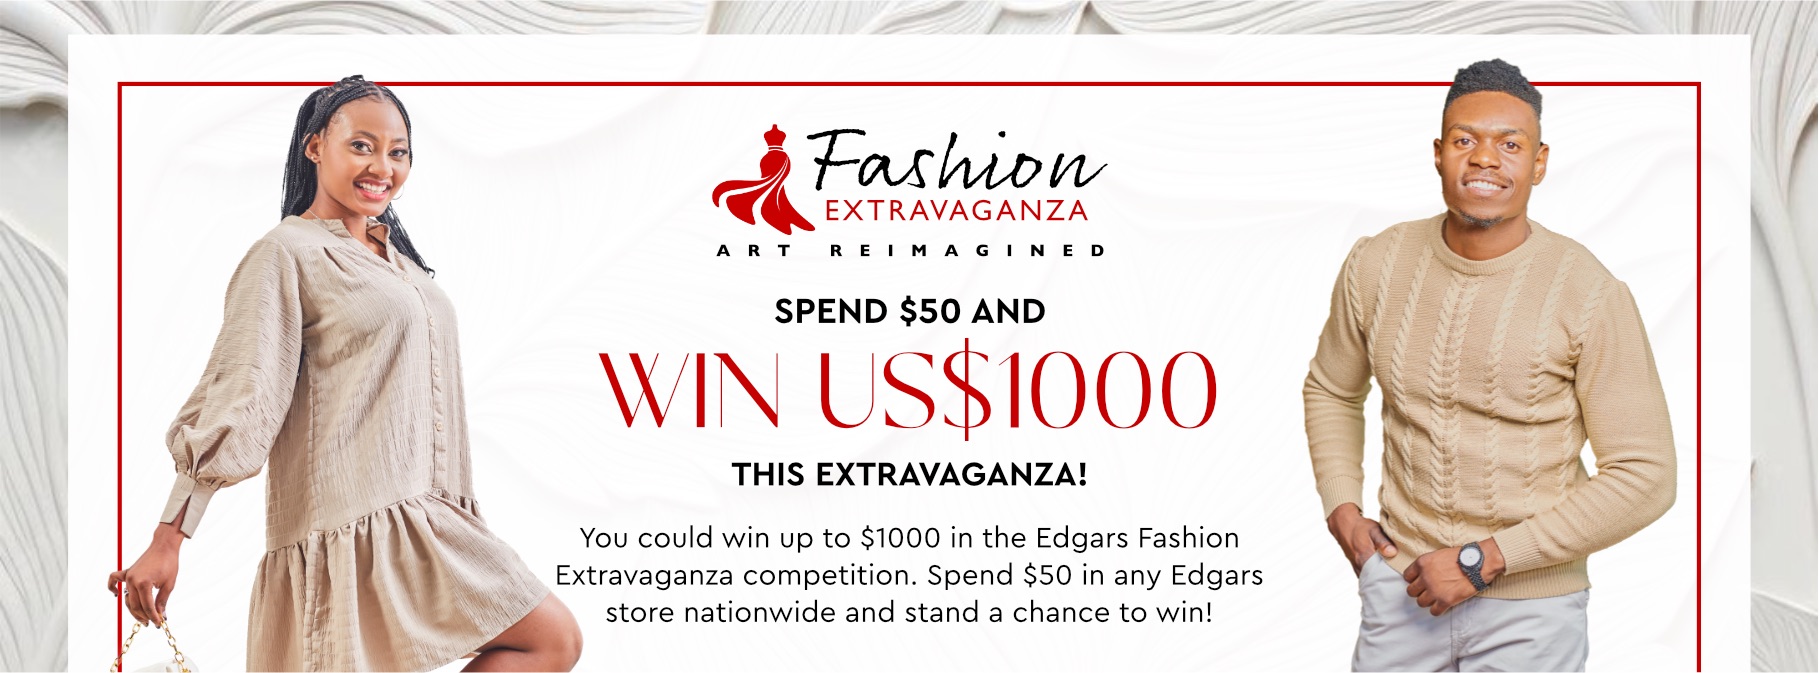 Fashion
EXTRAVAGANZA
ART REIMAGINED
SPEND $50 AND
WIN US$1000
THIS EXTRAVAGANZA!
You could win up to $1000 in the Edgars Fashion
Extravaganza competition. Spend $50 in any Edgars
store nationwide and stand a chance to win!